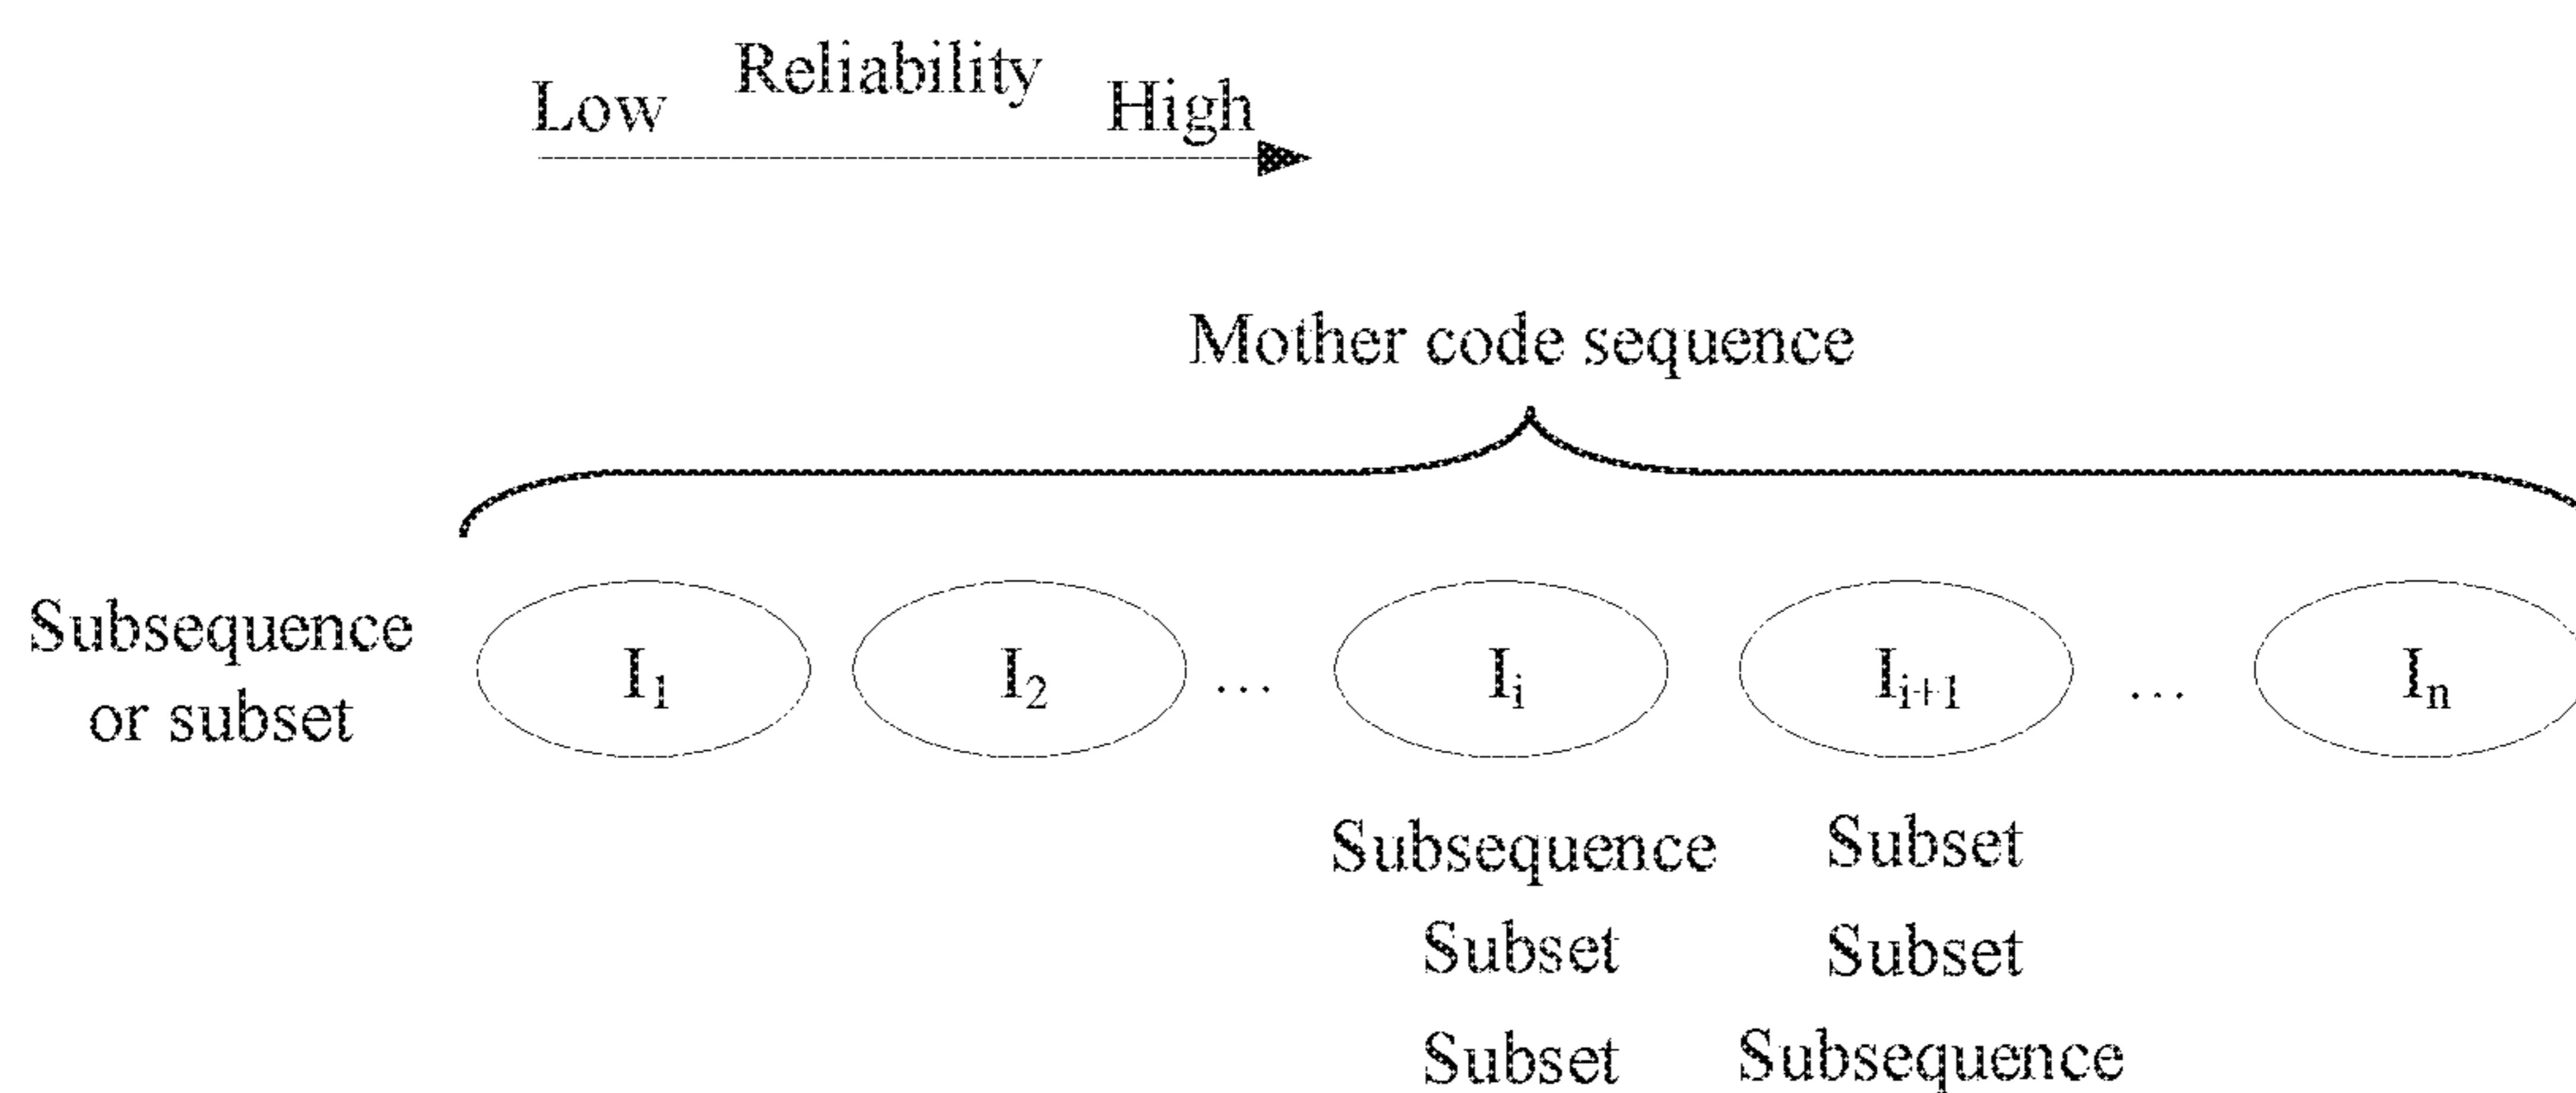 Reliability
Low High
Mother code sequence
Subsequence
or subset
I₁ I₂ … Iᵢ Iᵢ₊₁ … Iₙ
Subsequence Subset
Subset Subset
Subset Subsequence